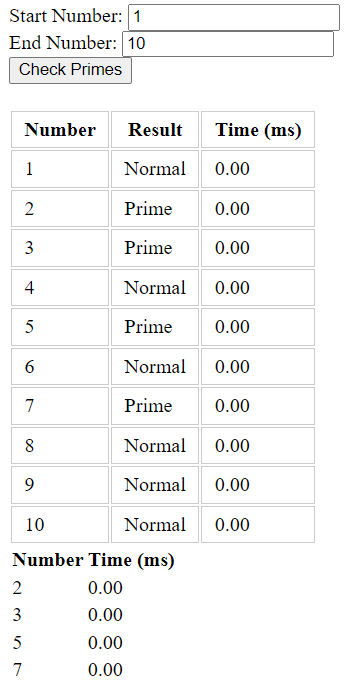 Start Number: 1
End Number: 10
Check Primes
Number Result Time (ms)
1 Normal 0.00
2 Prime 0.00
3 Prime 0.00
4 Normal 0.00
5 Prime 0.00
6 Normal 0.00
7 Prime 0.00
8 Normal 0.00
9 Normal 0.00
10 Normal 0.00
Number Time (ms)
2 0.00
3 0.00
5 0.00
7 0.00